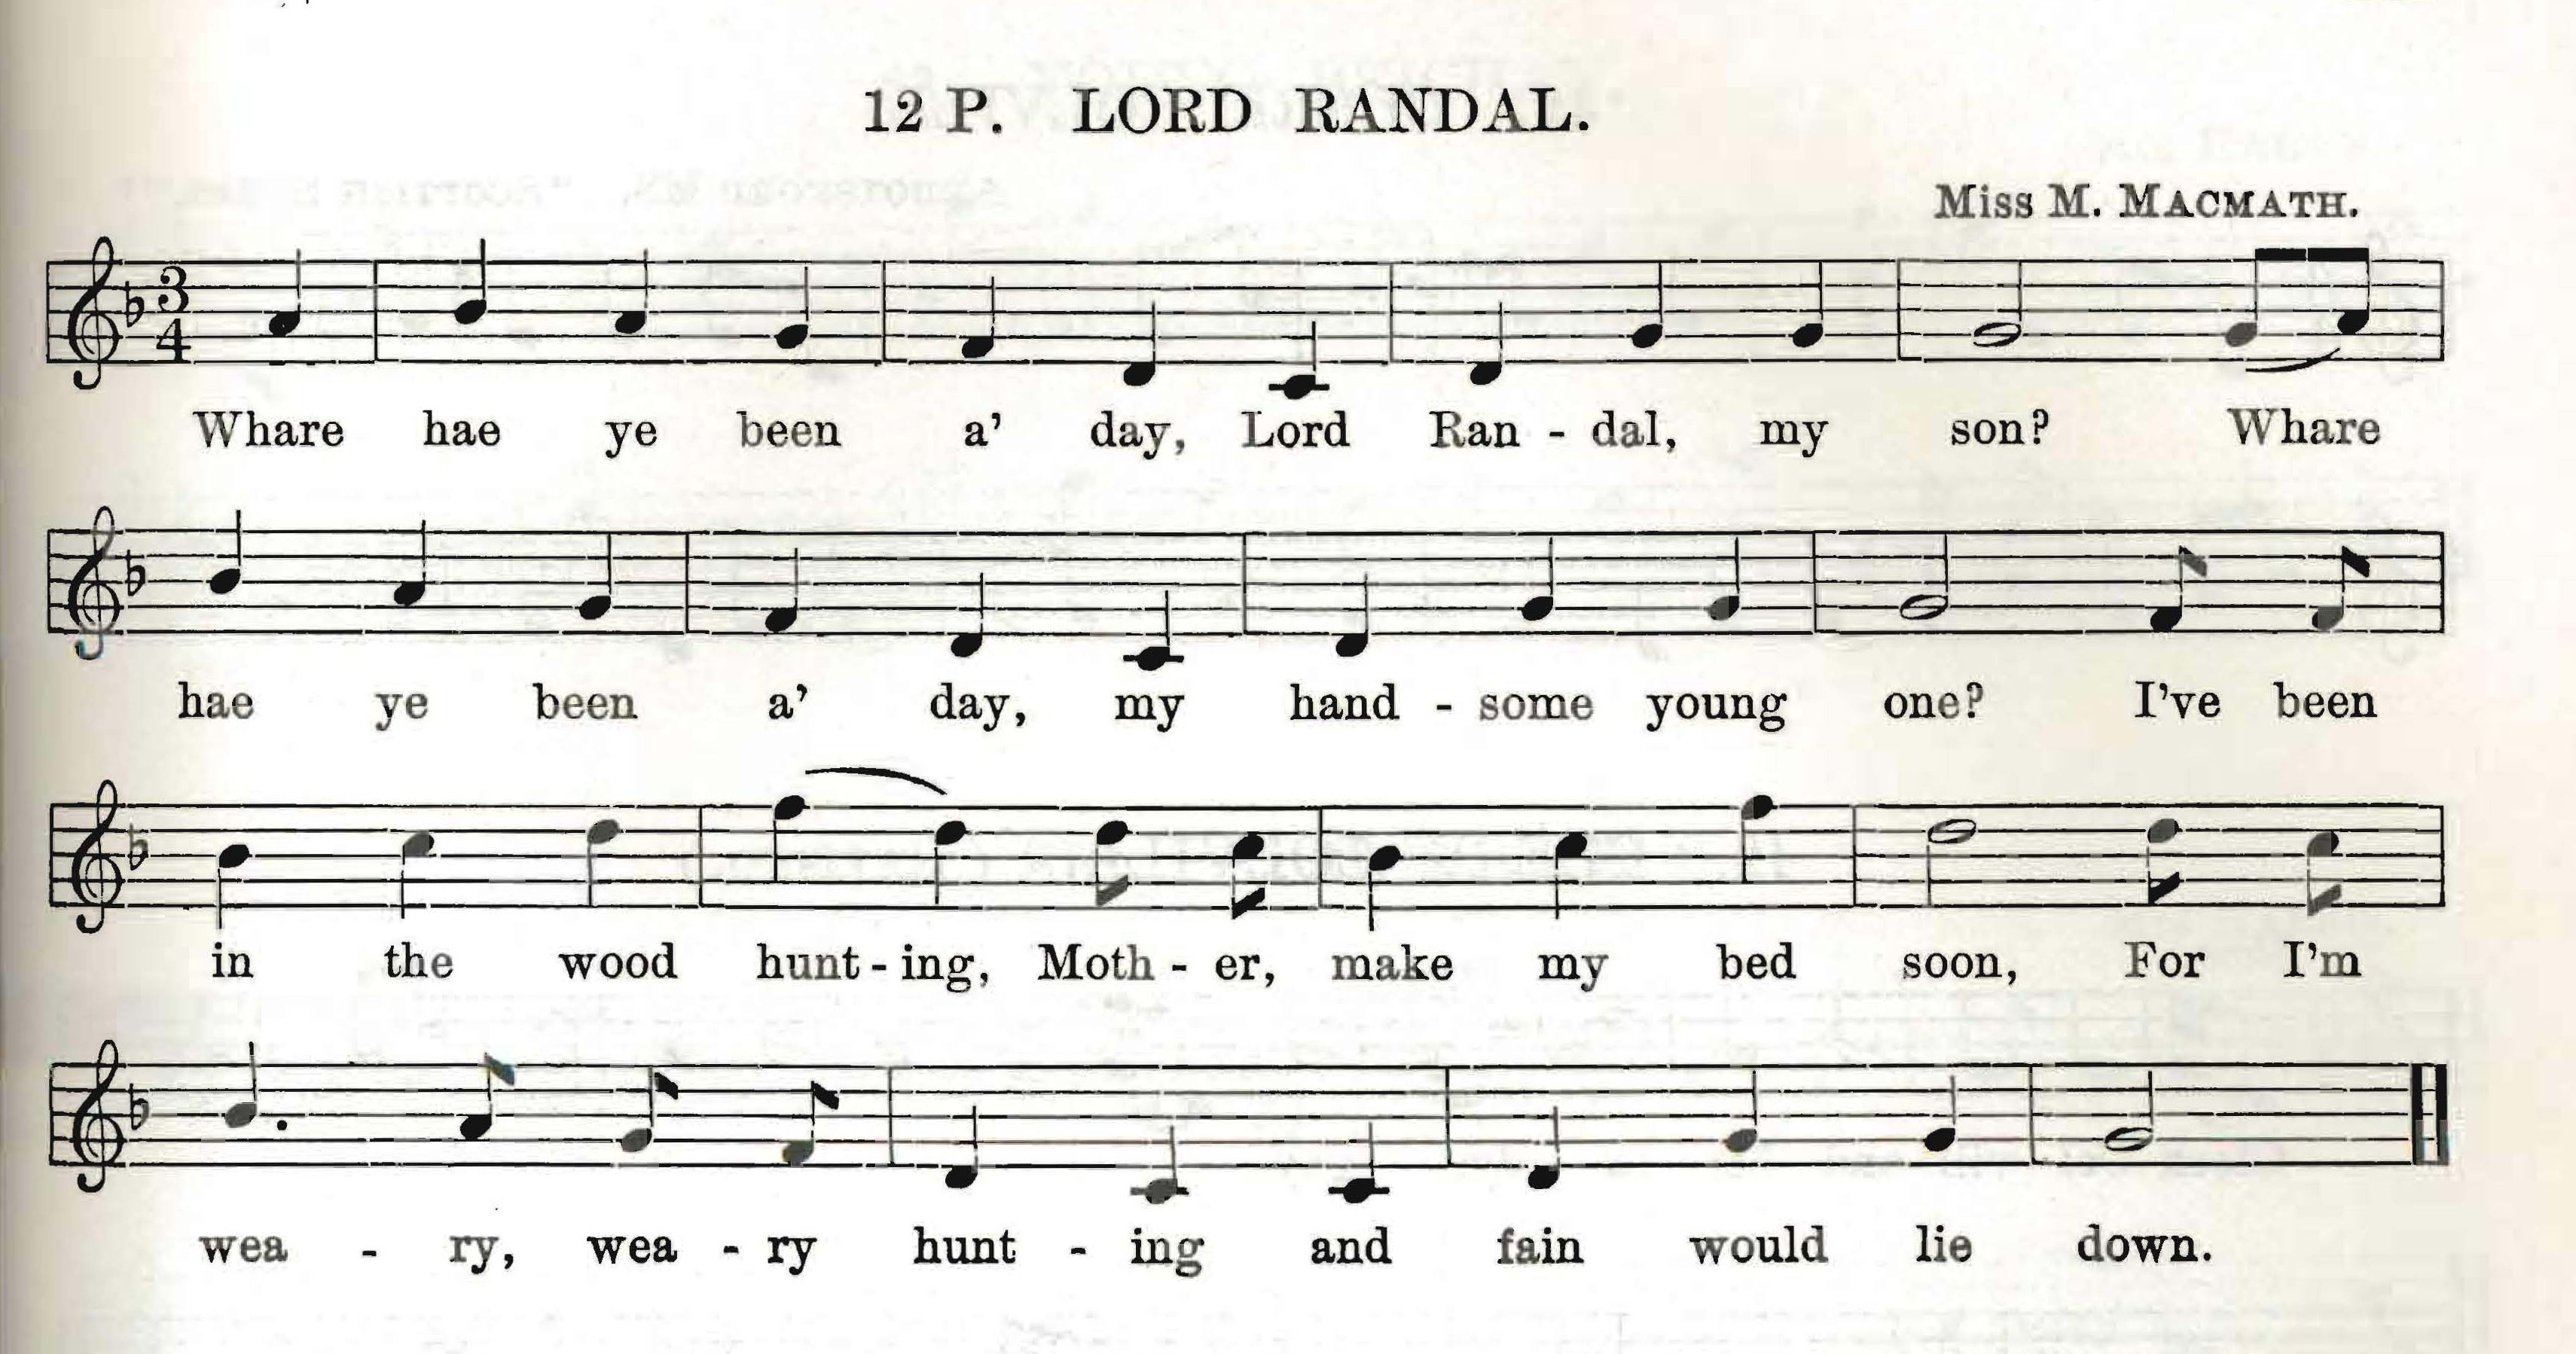 12 P. LORD RANDAL.
Miss M. MACMATH.
3
4
Whare hae ye been a' day, Lord Ran - dal, my son? Whare
hae ye been a' day, my hand - some young one? I've been
in the wood hunt - ing, Moth - er, make my bed soon, For I'm
wea - ry, wea - ry hunt - ing and fain would lie down.